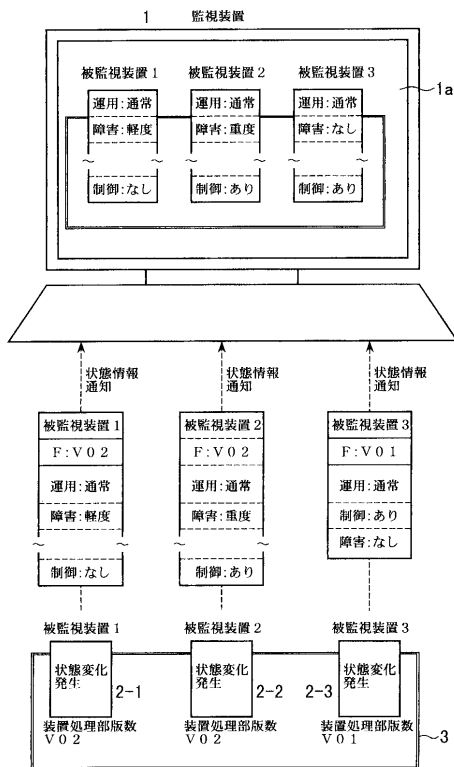 1 監視装置
1a
被監視装置1 被監視装置2 被監視装置3
運用:通常 運用:通常 運用:通常
障害:軽度 障害:重度 障害:なし
~ ~ ~ ~
制御:なし 制御:あり 制御:あり
状態情報 状態情報 状態情報
通知 通知 通知
被監視装置1 被監視装置2 被監視装置3
F:V02 F:V02 F:V01
運用:通常 運用:通常 運用:通常
障害:軽度 障害:重度 制御:あり
~ ~ ~ ~ 障害:なし
制御:なし 制御:あり
被監視装置1 被監視装置2 被監視装置3
状態変化 状態変化 状態変化
発生 発生 発生
2-1 2-2 2-3
装置処理部版数 装置処理部版数 装置処理部版数
V02 V02 V01
3